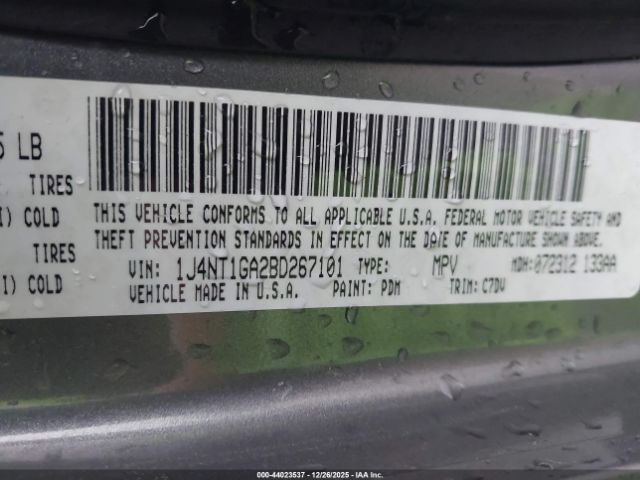 5 LB
TIRES
I) COLD
TIRES
I) COLD
THIS VEHICLE CONFORMS TO ALL APPLICABLE U.S.A. FEDERAL MOTOR VEHICLE SAFETY AND
THEFT PREVENTION STANDARDS IN EFFECT ON THE DATE OF MANUFACTURE SHOWN ABOVE.
VIN: 1J4NT1GA2BD267101 TYPE: MPV MDH:072312 133AA
VEHICLE MADE IN U.S.A. PAINT: PDM TRIM: C7DV
000-44023537 - 12/26/2025 - IAA Inc.